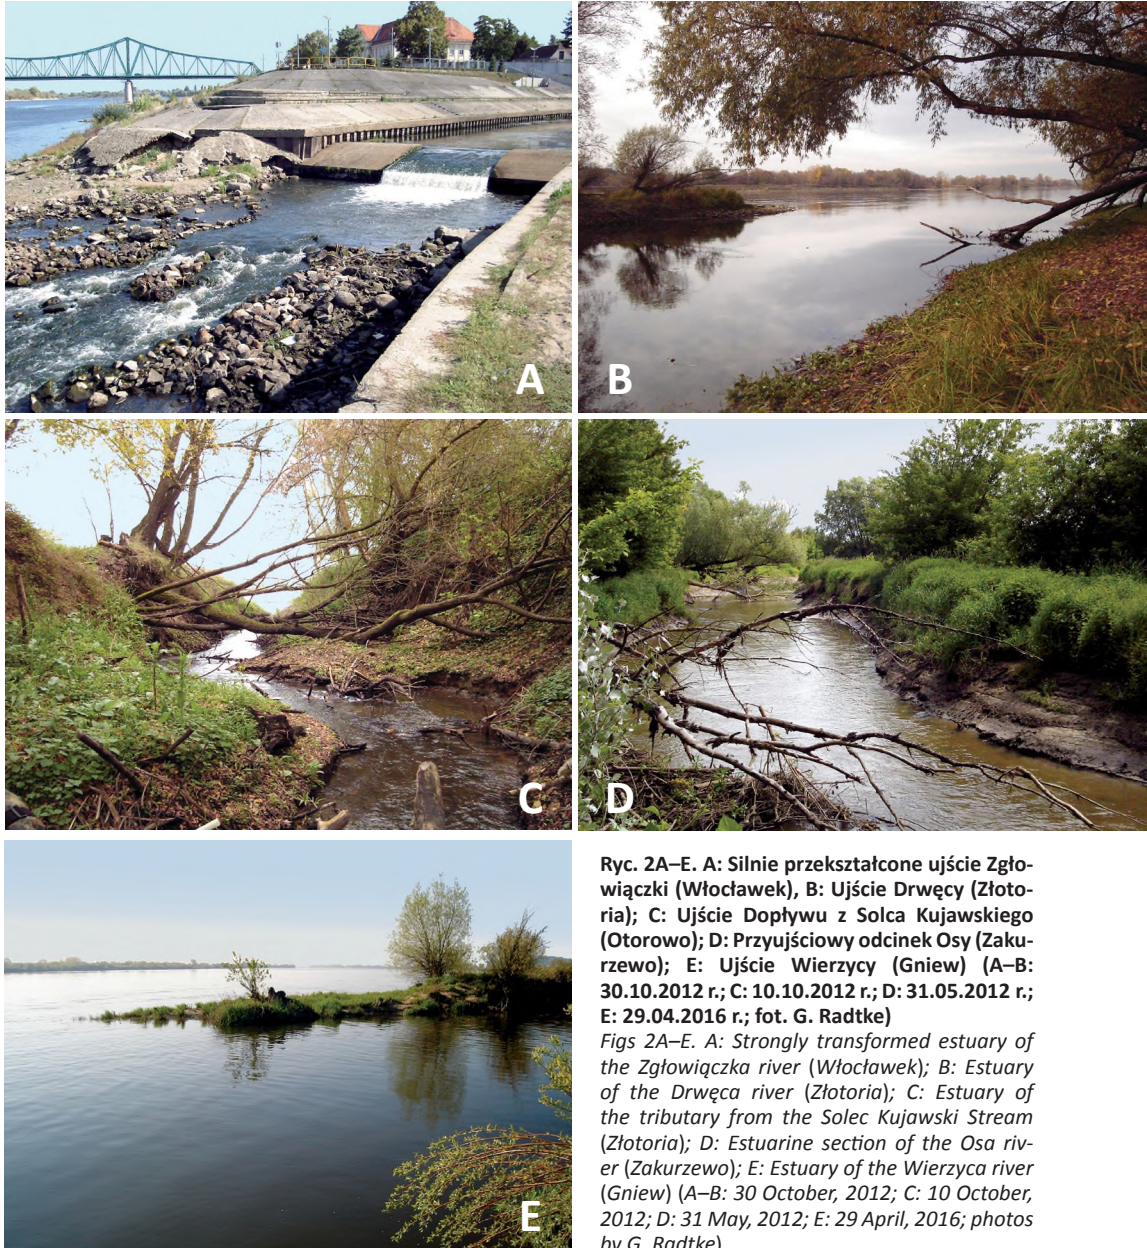 A
B
C
D
E
Ryc. 2A–E. A: Silnie przekształcone ujście Zgło-
wiączki (Włocławek), B: Ujście Drwęcy (Złoto-
ria); C: Ujście Dopływu z Solca Kujawskiego
(Otorowo); D: Przyujściowy odcinek Osy (Zaku-
rzewo); E: Ujście Wierzycy (Gniew) (A–B:
30.10.2012 r.; C: 10.10.2012 r.; D: 31.05.2012 r.;
E: 29.04.2016 r.; fot. G. Radtke)
Figs 2A–E. A: Strongly transformed estuary of
the Zgłowiączka river (Włocławek); B: Estuary
of the Drwęca river (Złotoria); C: Estuary of
the tributary from the Solec Kujawski Stream
(Złotoria); D: Estuarine section of the Osa riv-
er (Zakurzewo); E: Estuary of the Wierzyca river
(Gniew) (A–B: 30 October, 2012; C: 10 October,
2012; D: 31 May, 2012; E: 29 April, 2016; photos
by G. Radtke)